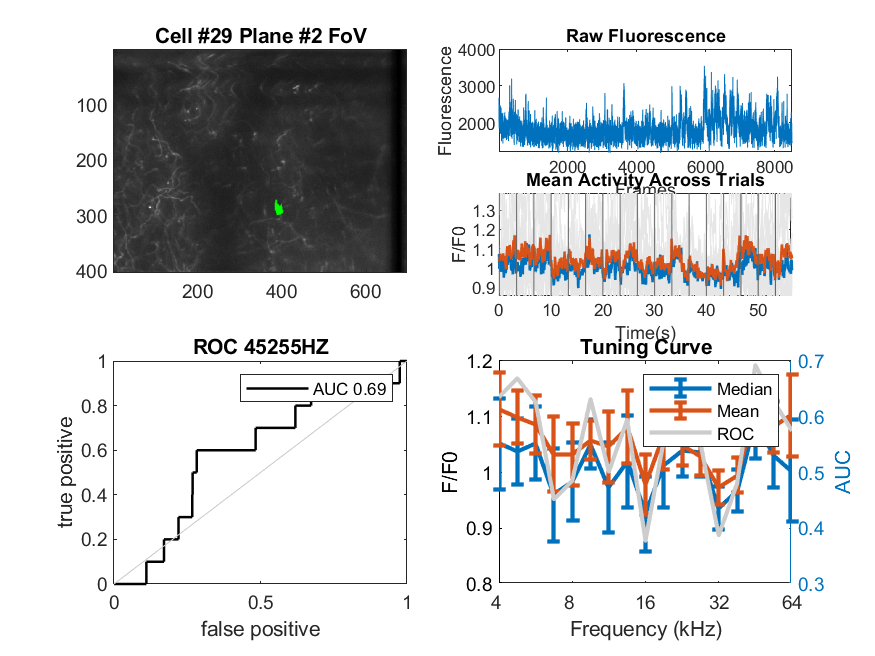 Cell #29 Plane #2 FoV
100
200
300
400
200 400 600
Raw Fluorescence
Fluorescence
4000
3000
2000
2000 4000 6000 8000
Frames
Mean Activity Across Trials
F/F0
1.3
1.2
1.1
1
0.9
0 10 20 30 40 50
Time(s)
ROC 45255HZ
true positive
1
0.8
0.6
0.4
0.2
0
AUC 0.69
0 0.5 1
false positive
Tuning Curve
F/F0
1.2
1.1
1
0.9
0.8
Median
Mean
ROC
0.7
0.6
0.5
0.4
0.3
AUC
4 8 16 32 64
Frequency (kHz)